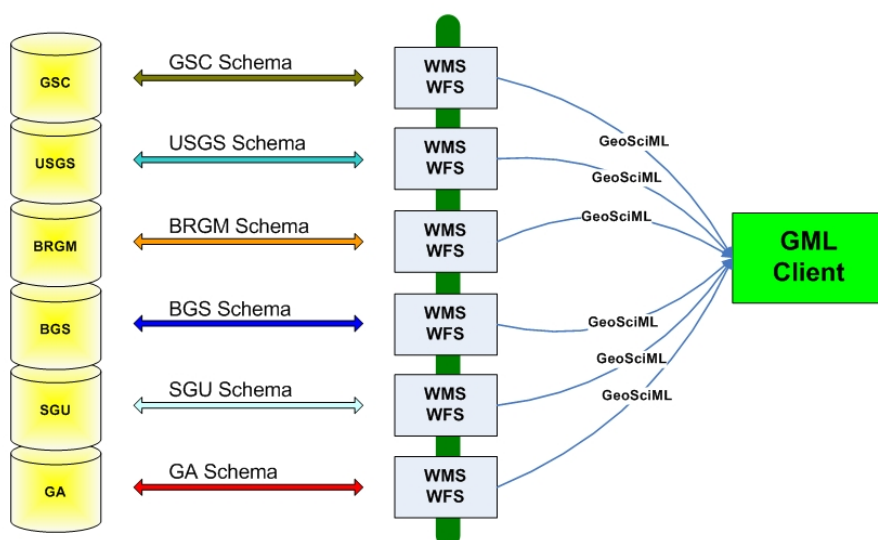 GSC
GSC Schema
WMS
WFS
GeoSciML
USGS
USGS Schema
WMS
WFS
GeoSciML
BRGM
BRGM Schema
WMS
WFS
GeoSciML
GML
Client
BGS
BGS Schema
WMS
WFS
GeoSciML
SGU
SGU Schema
WMS
WFS
GeoSciML
GA
GA Schema
WMS
WFS
GeoSciML